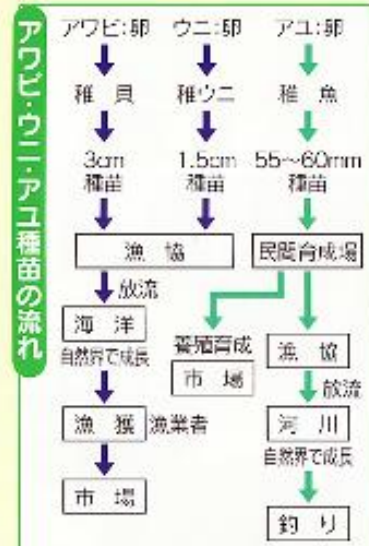 アワビ・ウニ・アユ種苗の流れ
アワビ:卵 ウニ:卵 アユ:卵
稚貝 稚ウニ 稚魚
3cm 1.5cm 55〜60mm
種苗 種苗 種苗
漁協 民間育成場
放流
海洋 養殖育成 漁協
自然界で成長 市場 放流
漁獲 漁業者 河川
自然界で成長
市場 釣り